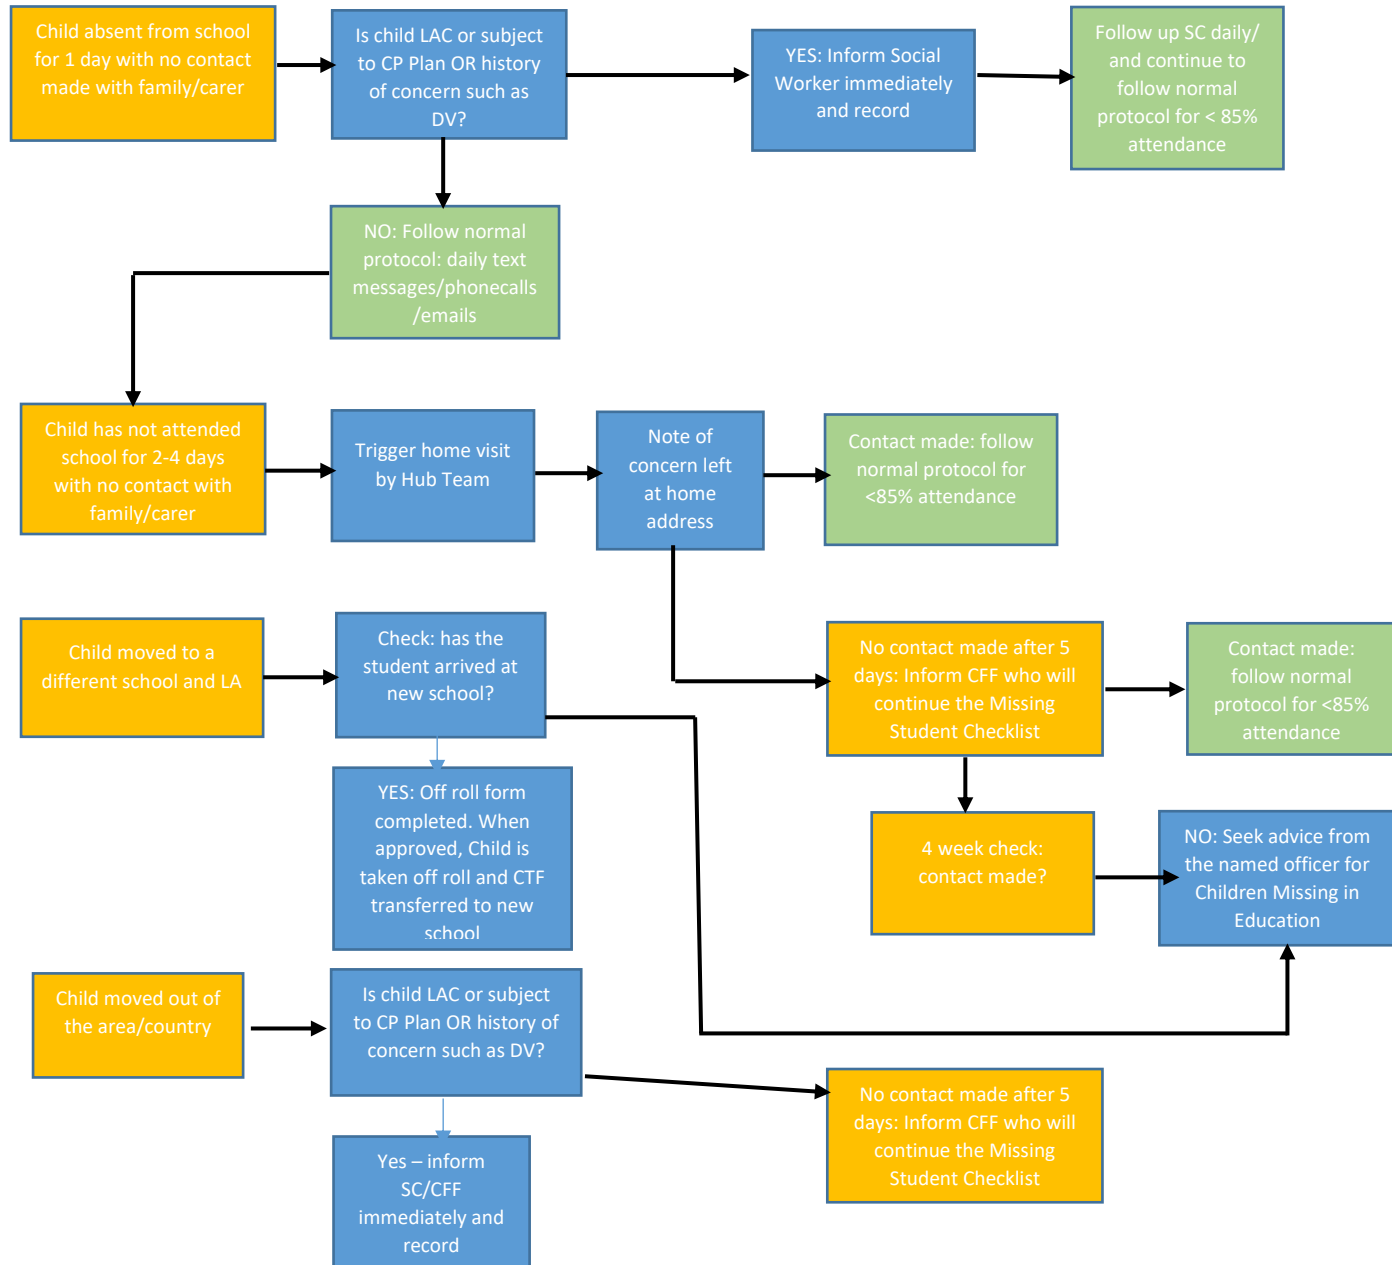 Child absent from school
for 1 day with no contact
made with family/carer
Is child LAC or subject
to CP Plan OR history
of concern such as
DV?
YES: Inform Social
Worker immediately
and record
Follow up SC daily/
and continue to
follow normal
protocol for < 85%
attendance
NO: Follow normal
protocol: daily text
messages/phonecalls
/emails
Child has not attended
school for 2-4 days
with no contact with
family/carer
Trigger home visit
by Hub Team
Note of
concern left
at home
address
Contact made: follow
normal protocol for
<85% attendance
Child moved to a
different school and LA
Check: has the
student arrived at
new school?
No contact made after 5
days: Inform CFF who will
continue the Missing
Student Checklist
Contact made:
follow normal
protocol for <85%
attendance
YES: Off roll form
completed. When
approved, Child is
taken off roll and CTF
transferred to new
school
4 week check:
contact made?
NO: Seek advice from
the named officer for
Children Missing in
Education
Child moved out of
the area/country
Is child LAC or subject
to CP Plan OR history of
concern such as DV?
No contact made after 5
days: Inform CFF who will
continue the Missing
Student Checklist
Yes – inform
SC/CFF
immediately and
record